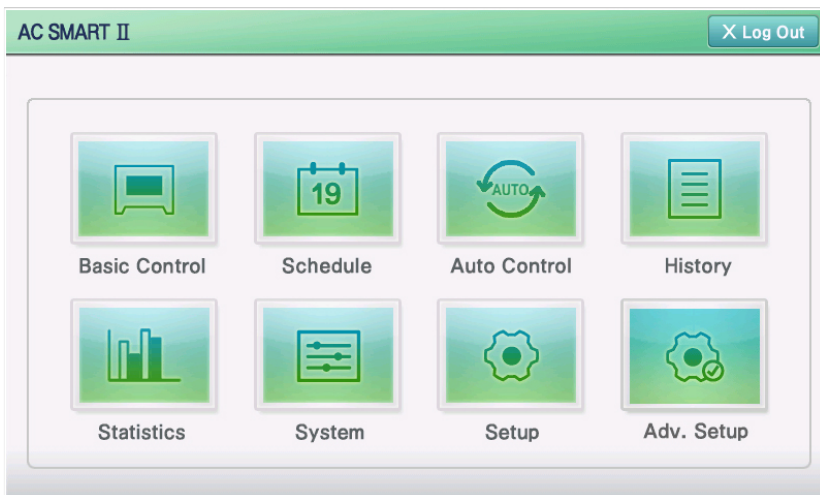 AC SMART Ⅱ
X Log Out
19
AUTO
Basic Control
Schedule
Auto Control
History
Statistics
System
Setup
Adv. Setup